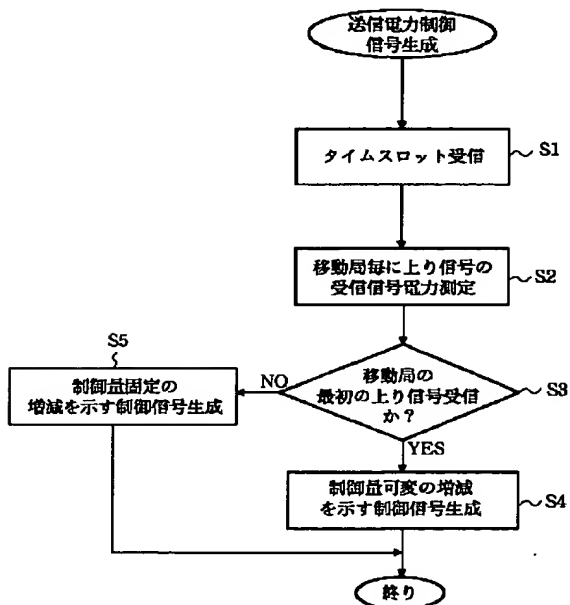 送信電力制御
信号生成
タイムスロット受信
S1
移動局毎に上り信号の
受信信号電力測定
S2
移動局の
最初の上り信号受信
か？
S3
NO
YES
S5
制御量固定の
増減を示す制御信号生成
制御量可変の増減
を示す制御信号生成
S4
終り